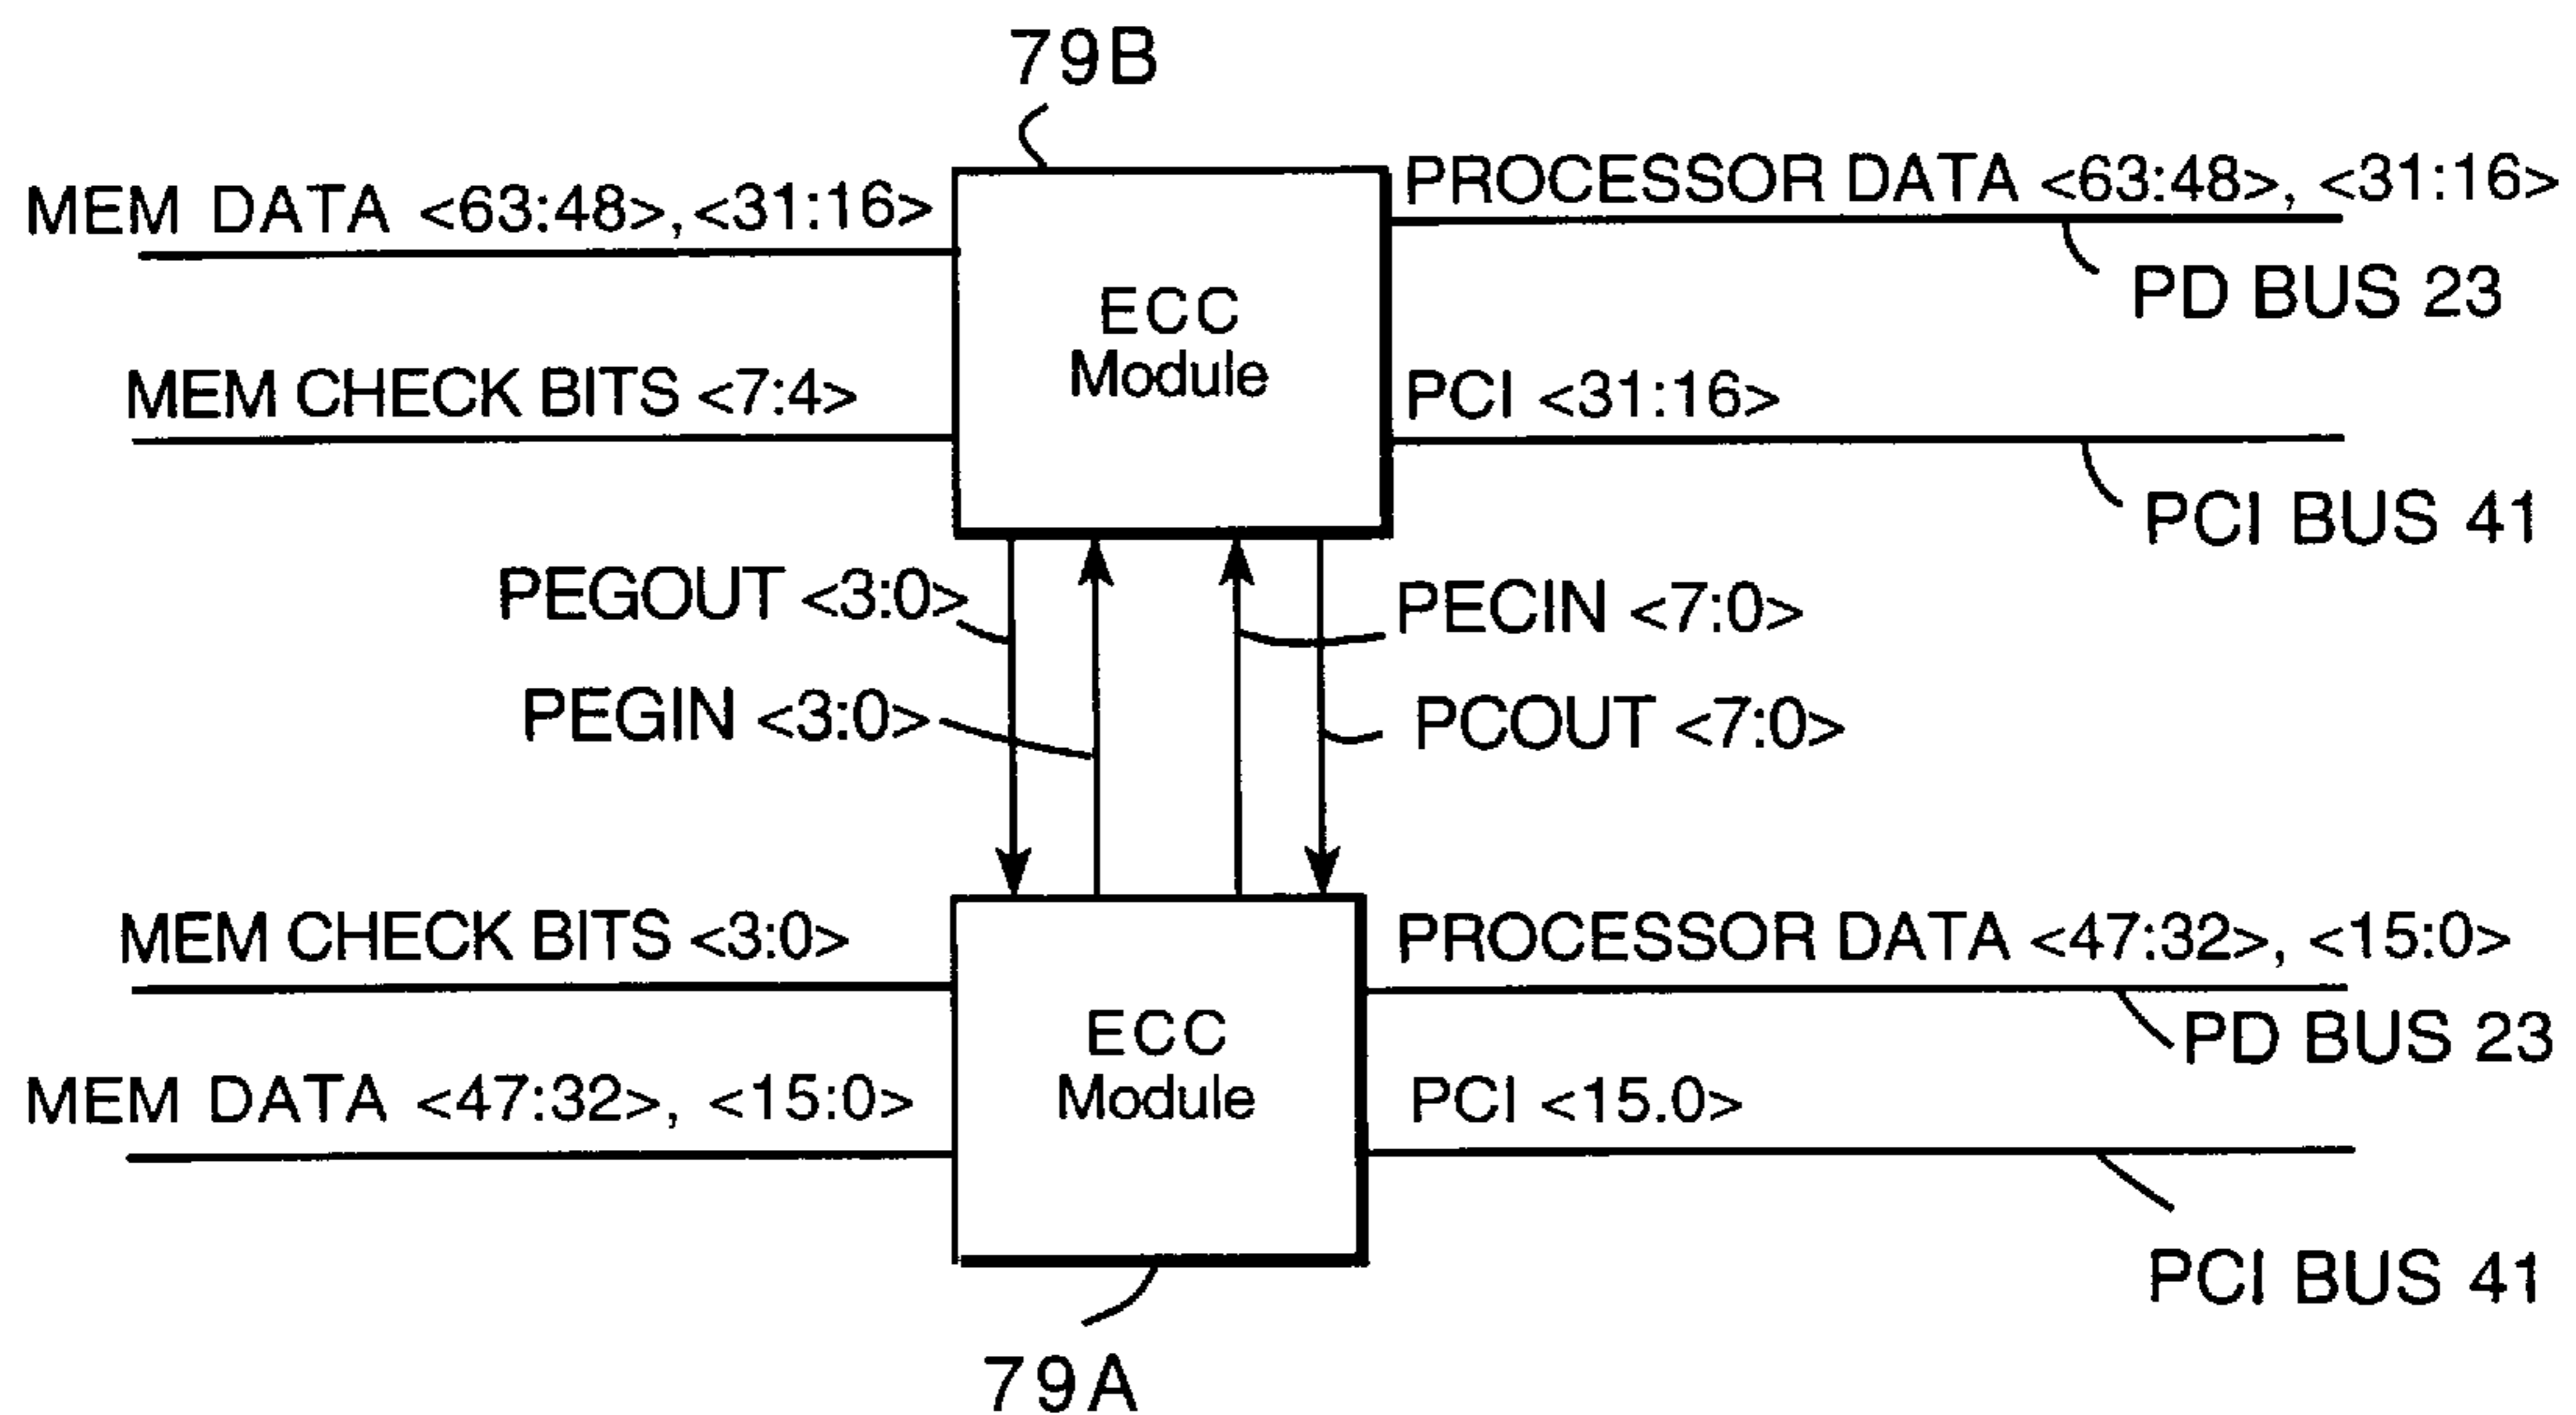 79B
MEM DATA <63:48>,<31:16>
PROCESSOR DATA <63:48>, <31:16>
PD BUS 23
ECC
Module
MEM CHECK BITS <7:4>
PCI <31:16>
PCI BUS 41
PEGOUT <3:0>
PECIN <7:0>
PEGIN <3:0>
PCOUT <7:0>
MEM CHECK BITS <3:0>
PROCESSOR DATA <47:32>, <15:0>
PD BUS 23
ECC
Module
MEM DATA <47:32>, <15:0>
PCI <15.0>
PCI BUS 41
79A